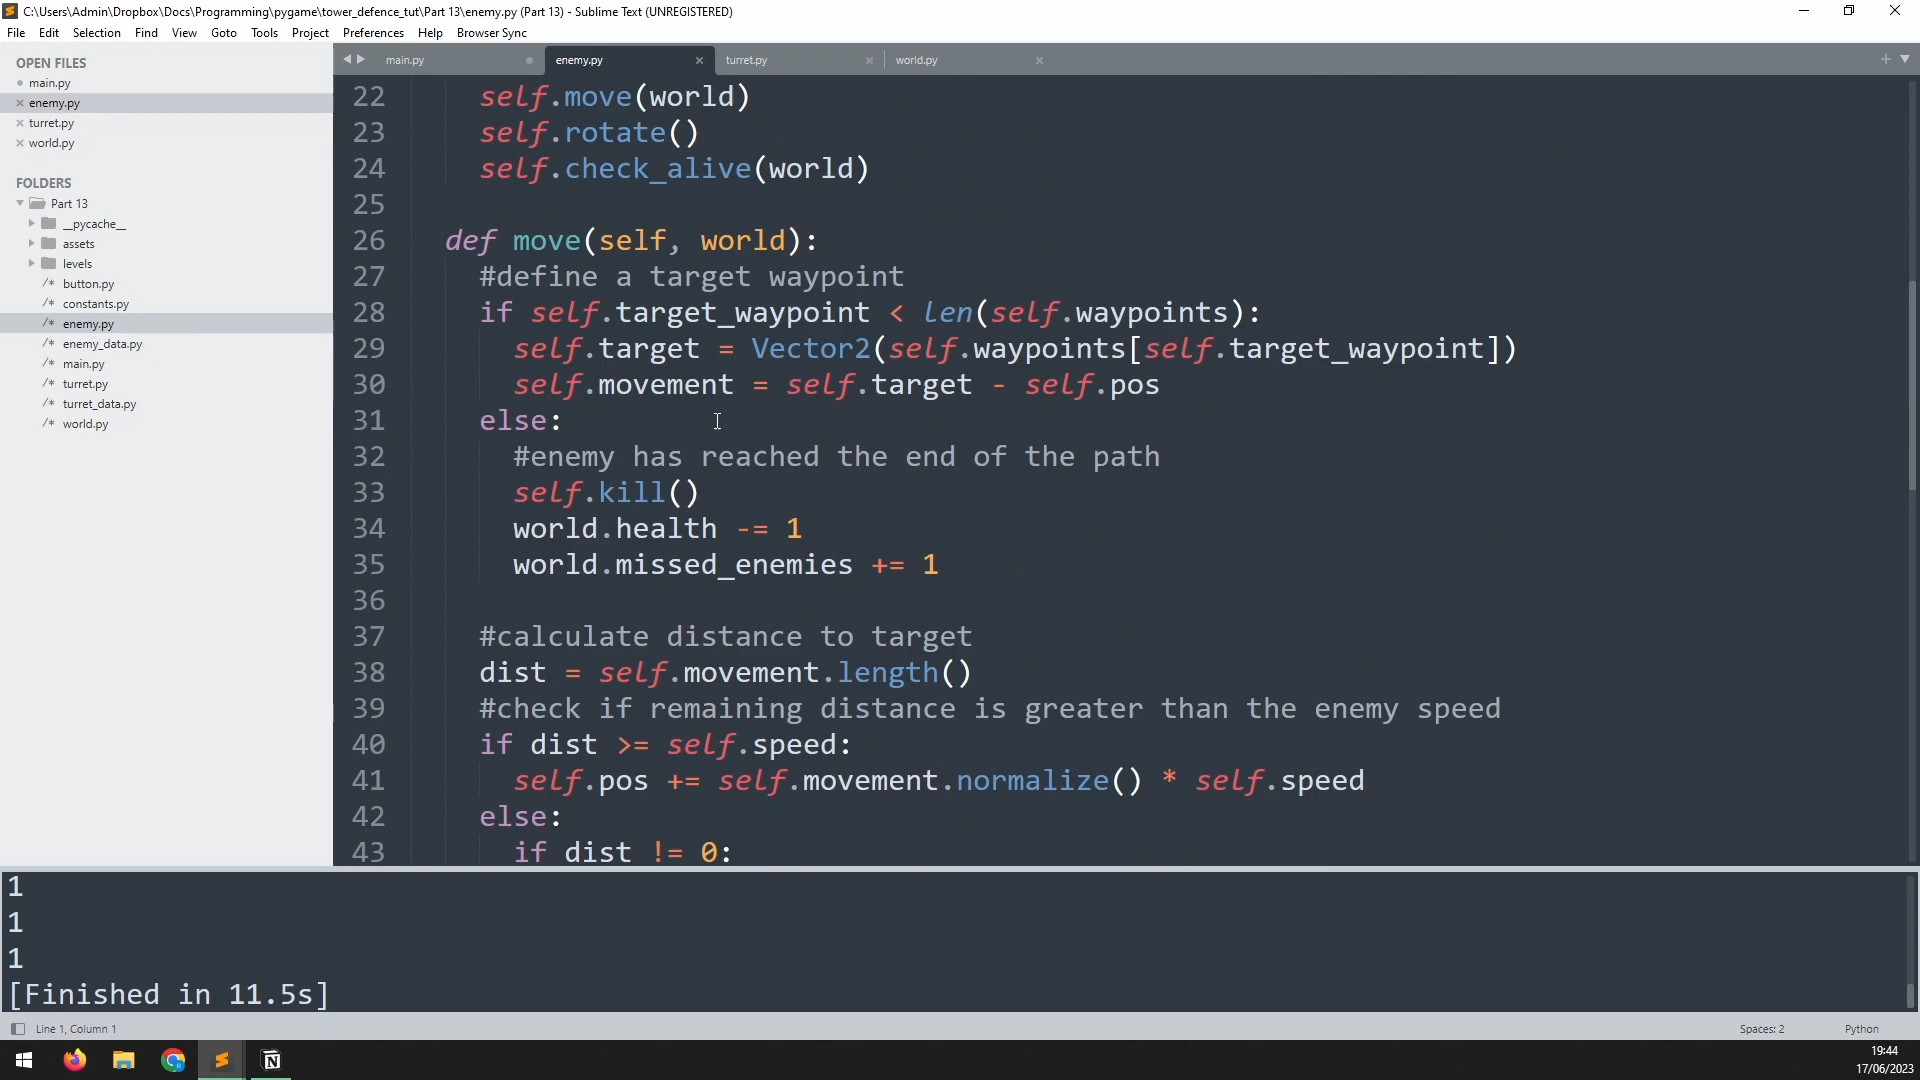 C:\Users\Admin\Dropbox\Docs\Programming\pygame\tower_defence_tut\Part 13\enemy.py (Part 13) - Sublime Text (UNREGISTERED)
File Edit Selection Find View Goto Tools Project Preferences Help Browser Sync
OPEN FILES
main.py
enemy.py
turret.py
world.py
FOLDERS
Part 13
__pycache__
assets
levels
/* button.py
/* constants.py
/* enemy.py
/* enemy_data.py
/* main.py
/* turret.py
/* turret_data.py
/* world.py
main.py enemy.py turret.py world.py
22 self.move(world)
23 self.rotate()
24 self.check_alive(world)
25
26 def move(self, world):
27 #define a target waypoint
28 if self.target_waypoint < len(self.waypoints):
29 self.target = Vector2(self.waypoints[self.target_waypoint])
30 self.movement = self.target - self.pos
31 else:
32 #enemy has reached the end of the path
33 self.kill()
34 world.health -= 1
35 world.missed_enemies += 1
36
37 #calculate distance to target
38 dist = self.movement.length()
39 #check if remaining distance is greater than the enemy speed
40 if dist >= self.speed:
41 self.pos += self.movement.normalize() * self.speed
42 else:
43 if dist != 0:
1
1
1
[Finished in 11.5s]
Line 1, Column 1
Spaces: 2
Python
19:44
17/06/2023